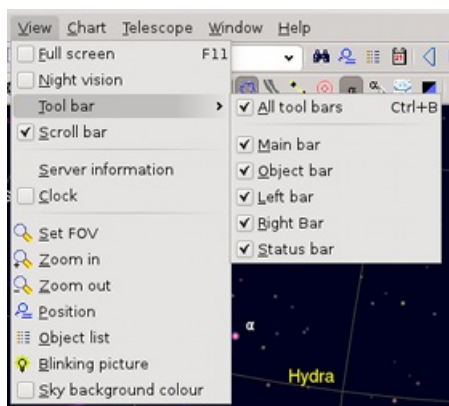 View Chart Telescope Window Help
Full screen F11
Night vision
Tool bar
All tool bars Ctrl+B
Scroll bar
Main bar
Server information
Object bar
Clock
Left bar
Right Bar
Set FOV
Status bar
Zoom in
Zoom out
Position
α
Object list
Blinking picture
Hydra
Sky background colour